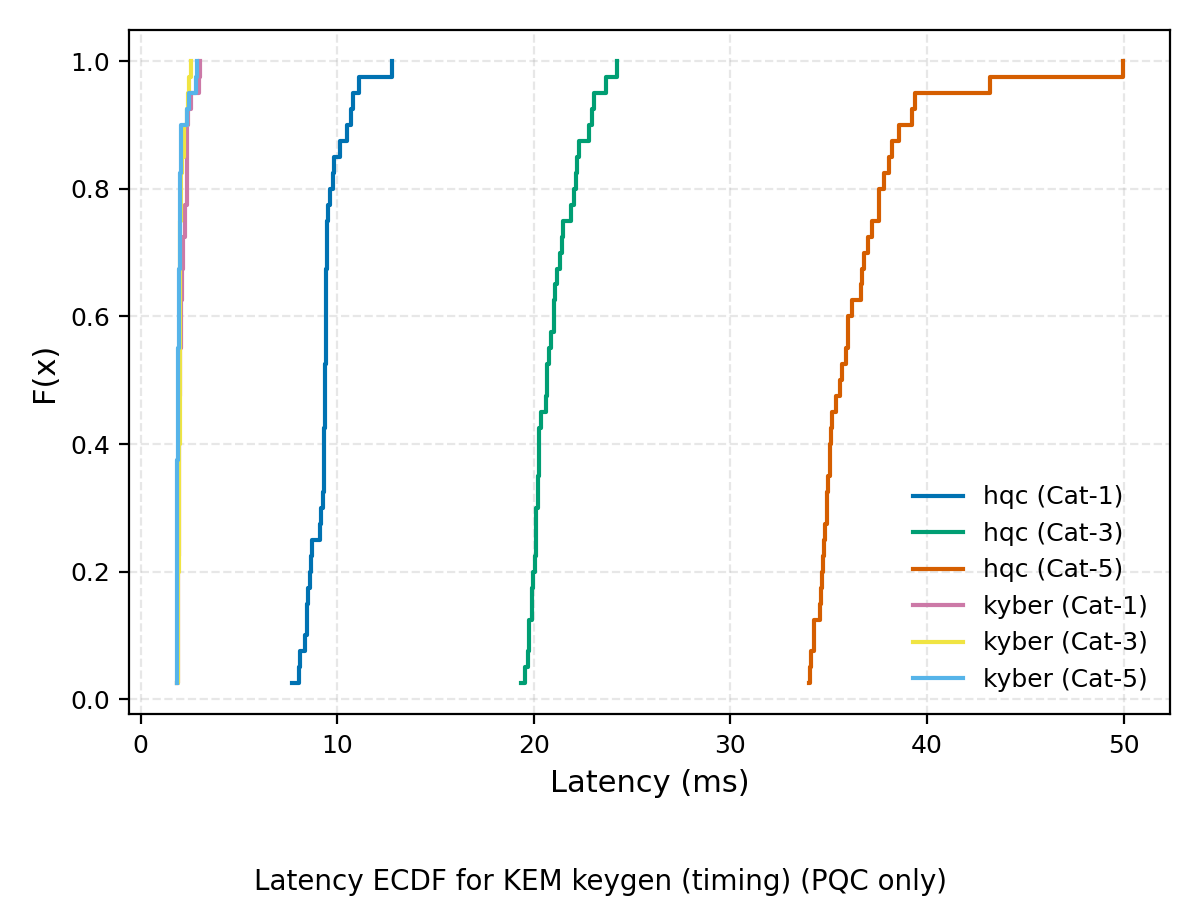 1.0
0.8
0.6
0.4
0.2
0.0
F(x)
hqc (Cat-1)
hqc (Cat-3)
hqc (Cat-5)
kyber (Cat-1)
kyber (Cat-3)
kyber (Cat-5)
0 10 20 30 40 50
Latency (ms)
Latency ECDF for KEM keygen (timing) (PQC only)